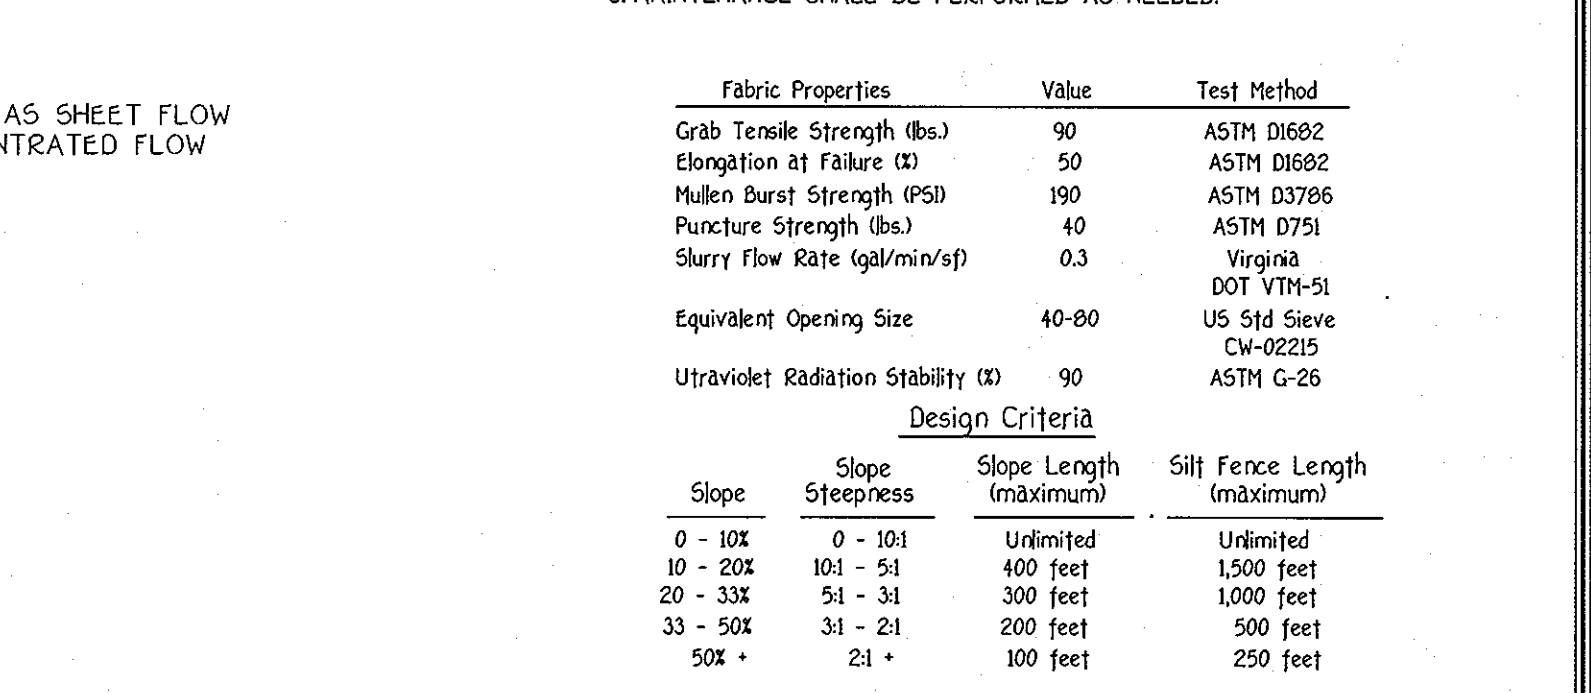 SHALL BE PERFORMED AS NEEDED.
AS SHEET FLOW
NTRATED FLOW
Fabric Properties Value Test Method
Grab Tensile Strength (lbs.) 90 ASTM D1682
Elongation at Failure (%) 50 ASTM D1682
Mullen Burst Strength (PSI) 190 ASTM D3786
Puncture Strength (lbs.) 40 ASTM D751
Slurry Flow Rate (gal/min/sf) 0.3 Virginia
DOT VTM-51
Equivalent Opening Size 40-80 US Std Sieve
CW-02215
Utraviolet Radiation Stability (%) 90 ASTM G-26
Design Criteria
Slope Slope Length Silt Fence Length
Slope Steepness (maximum) (maximum)
0 - 10% 0 - 10:1 Unlimited Unlimited
10 - 20% 10:1 - 5:1 400 feet 1,500 feet
20 - 33% 5:1 - 3:1 300 feet 1,000 feet
33 - 50% 3:1 - 2:1 200 feet 500 feet
50% + 2:1 + 100 feet 250 feet